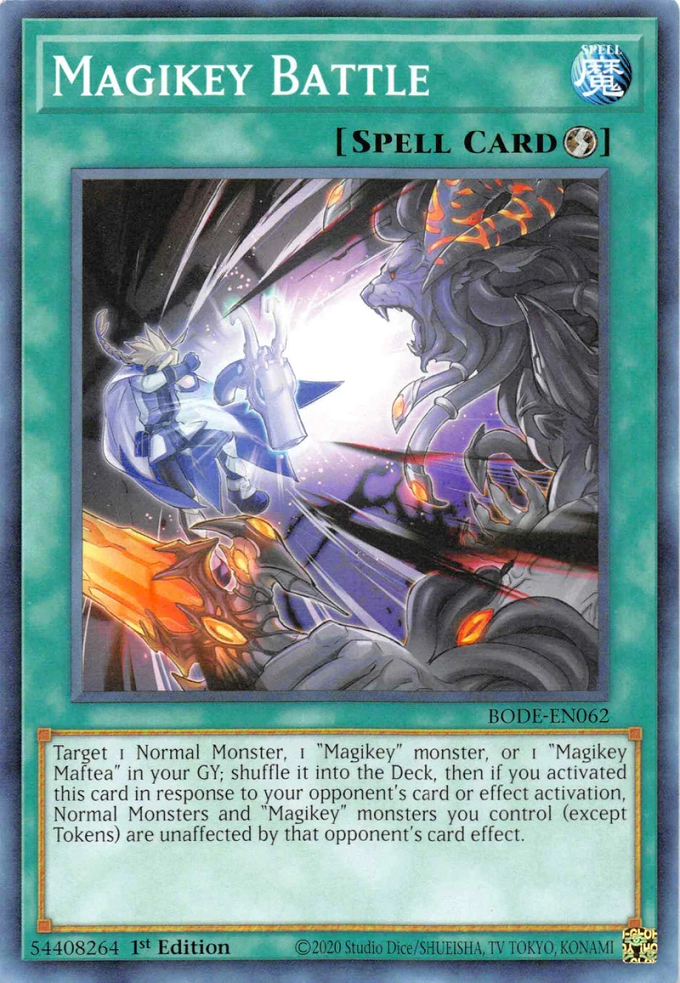 Magikey Battle
SPELL
魔
[Spell Card]
BODE-EN062
Target 1 Normal Monster, 1 "Magikey" monster, or 1 "Magikey
Maftea" in your GY; shuffle it into the Deck, then if you activated
this card in response to your opponent's card or effect activation,
Normal Monsters and "Magikey" monsters you control (except
Tokens) are unaffected by that opponent's card effect.
54408264 1st Edition ©2020 Studio Dice/SHUEISHA, TV TOKYO, KONAMI